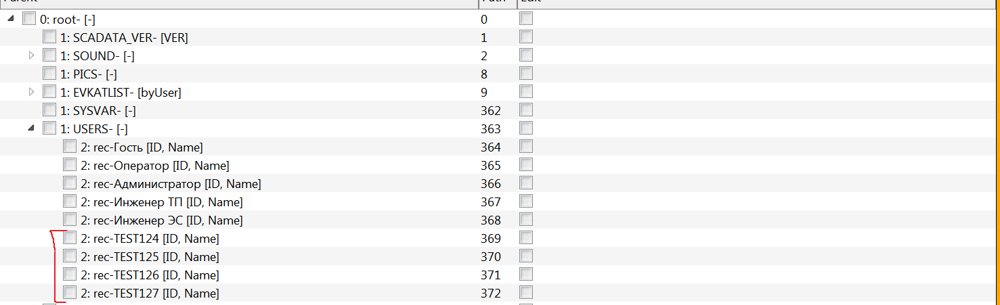 Parent Path Edit
0: root- [-] 0
1: SCADATA_VER- [VER] 1
1: SOUND- [-] 2
1: PICS- [-] 8
1: EVKATLIST- [byUser] 9
1: SYSVAR- [-] 362
1: USERS- [-] 363
2: rec-Гость [ID, Name] 364
2: rec-Оператор [ID, Name] 365
2: rec-Администратор [ID, Name] 366
2: rec-Инженер ТП [ID, Name] 367
2: rec-Инженер ЭС [ID, Name] 368
2: rec-TEST124 [ID, Name] 369
2: rec-TEST125 [ID, Name] 370
2: rec-TEST126 [ID, Name] 371
2: rec-TEST127 [ID, Name] 372